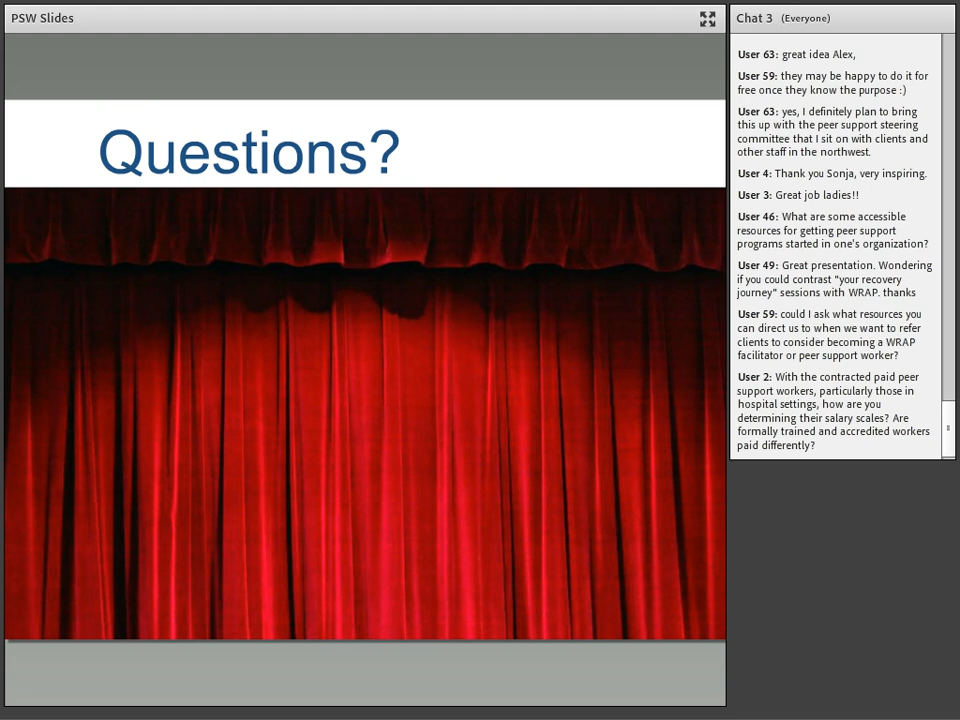 PSW Slides
Questions?
Chat 3 (Everyone)
User 63: great idea Alex,
User 59: they may be happy to do it for
free once they know the purpose :)
User 63: yes, I definitely plan to bring
this up with the peer support steering
committee that I sit on with clients and
other staff in the northwest.
User 4: Thank you Sonja, very inspiring.
User 3: Great job ladies!!
User 46: What are some accessible
resources for getting peer support
programs started in one's organization?
User 49: Great presentation. Wondering
if you could contrast "your recovery
journey" sessions with WRAP. thanks
User 59: could I ask what resources you
can direct us to when we want to refer
clients to consider becoming a WRAP
facilitator or peer support worker?
User 2: With the contracted paid peer
support workers, particularly those in
hospital settings, how are you
determining their salary scales? Are
formally trained and accredited workers
paid differently?